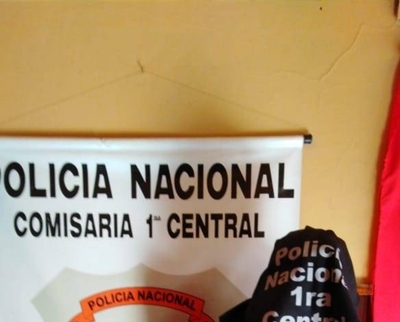 POLICIA NACIONAL
COMISARIA 1ra CENTRAL
POLICIA NACIONAL
Polici
Nacion
1ra
Central